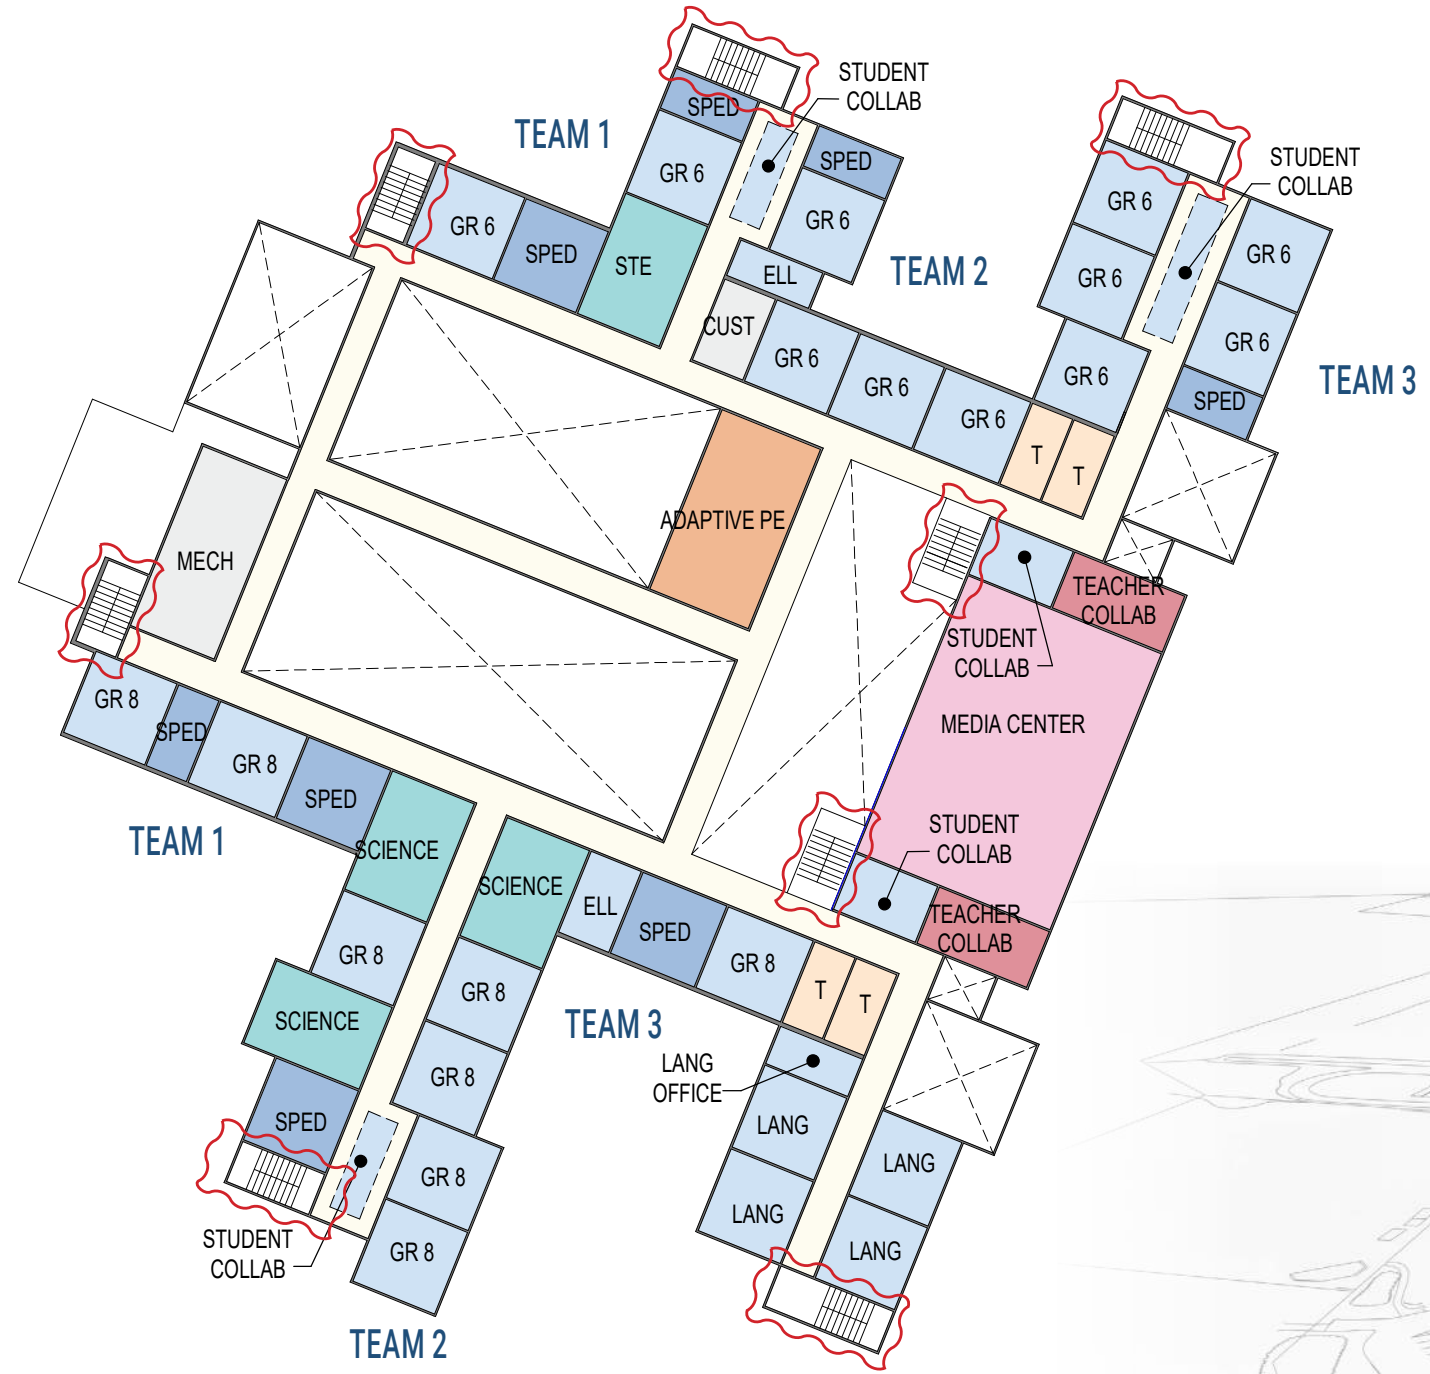 STUDENT
COLLAB
SPED
TEAM 1
SPED
GR 6
GR 6
STUDENT
COLLAB
GR 6
GR 6
SPED
STE
ELL
TEAM 2
GR 6
GR 6
GR 6
CUST
GR 6
GR 6
GR 6
GR 6
SPED
TEAM 3
GR 6
T
T
ADAPTIVE PE
MECH
TEACHER
COLLAB
STUDENT
COLLAB
MEDIA CENTER
GR 8
SPED
GR 8
SPED
STUDENT
COLLAB
TEAM 1
SCIENCE
SCIENCE
ELL
SPED
TEACHER
COLLAB
GR 8
GR 8
GR 8
T
T
SCIENCE
TEAM 3
GR 8
LANG
OFFICE
SPED
LANG
LANG
GR 8
LANG
STUDENT
COLLAB
GR 8
LANG
TEAM 2